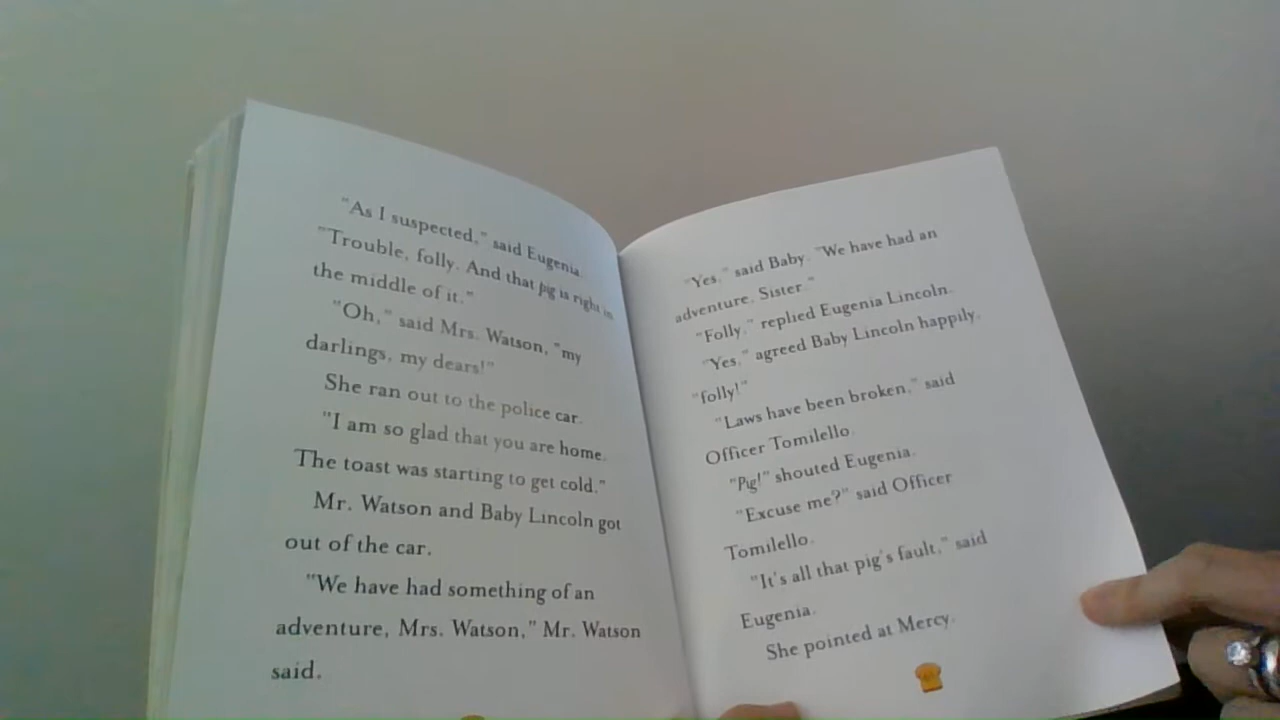 "As I suspected," said Eugenia.
"Trouble, folly. And that pig is right in
the middle of it."
"Oh," said Mrs. Watson, "my
darlings, my dears!"
She ran out to the police car.
"I am so glad that you are home.
The toast was starting to get cold."
Mr. Watson and Baby Lincoln got
out of the car.
"We have had something of an
adventure, Mrs. Watson," Mr. Watson
said.
"Yes," said Baby. "We have had an
adventure, Sister."
"Folly," replied Eugenia Lincoln.
"Yes," agreed Baby Lincoln happily,
"folly!"
"Laws have been broken," said
Officer Tomilello.
"Pig!" shouted Eugenia.
"Excuse me?" said Officer
Tomilello.
"It's all that pig's fault," said
Eugenia.
She pointed at Mercy.